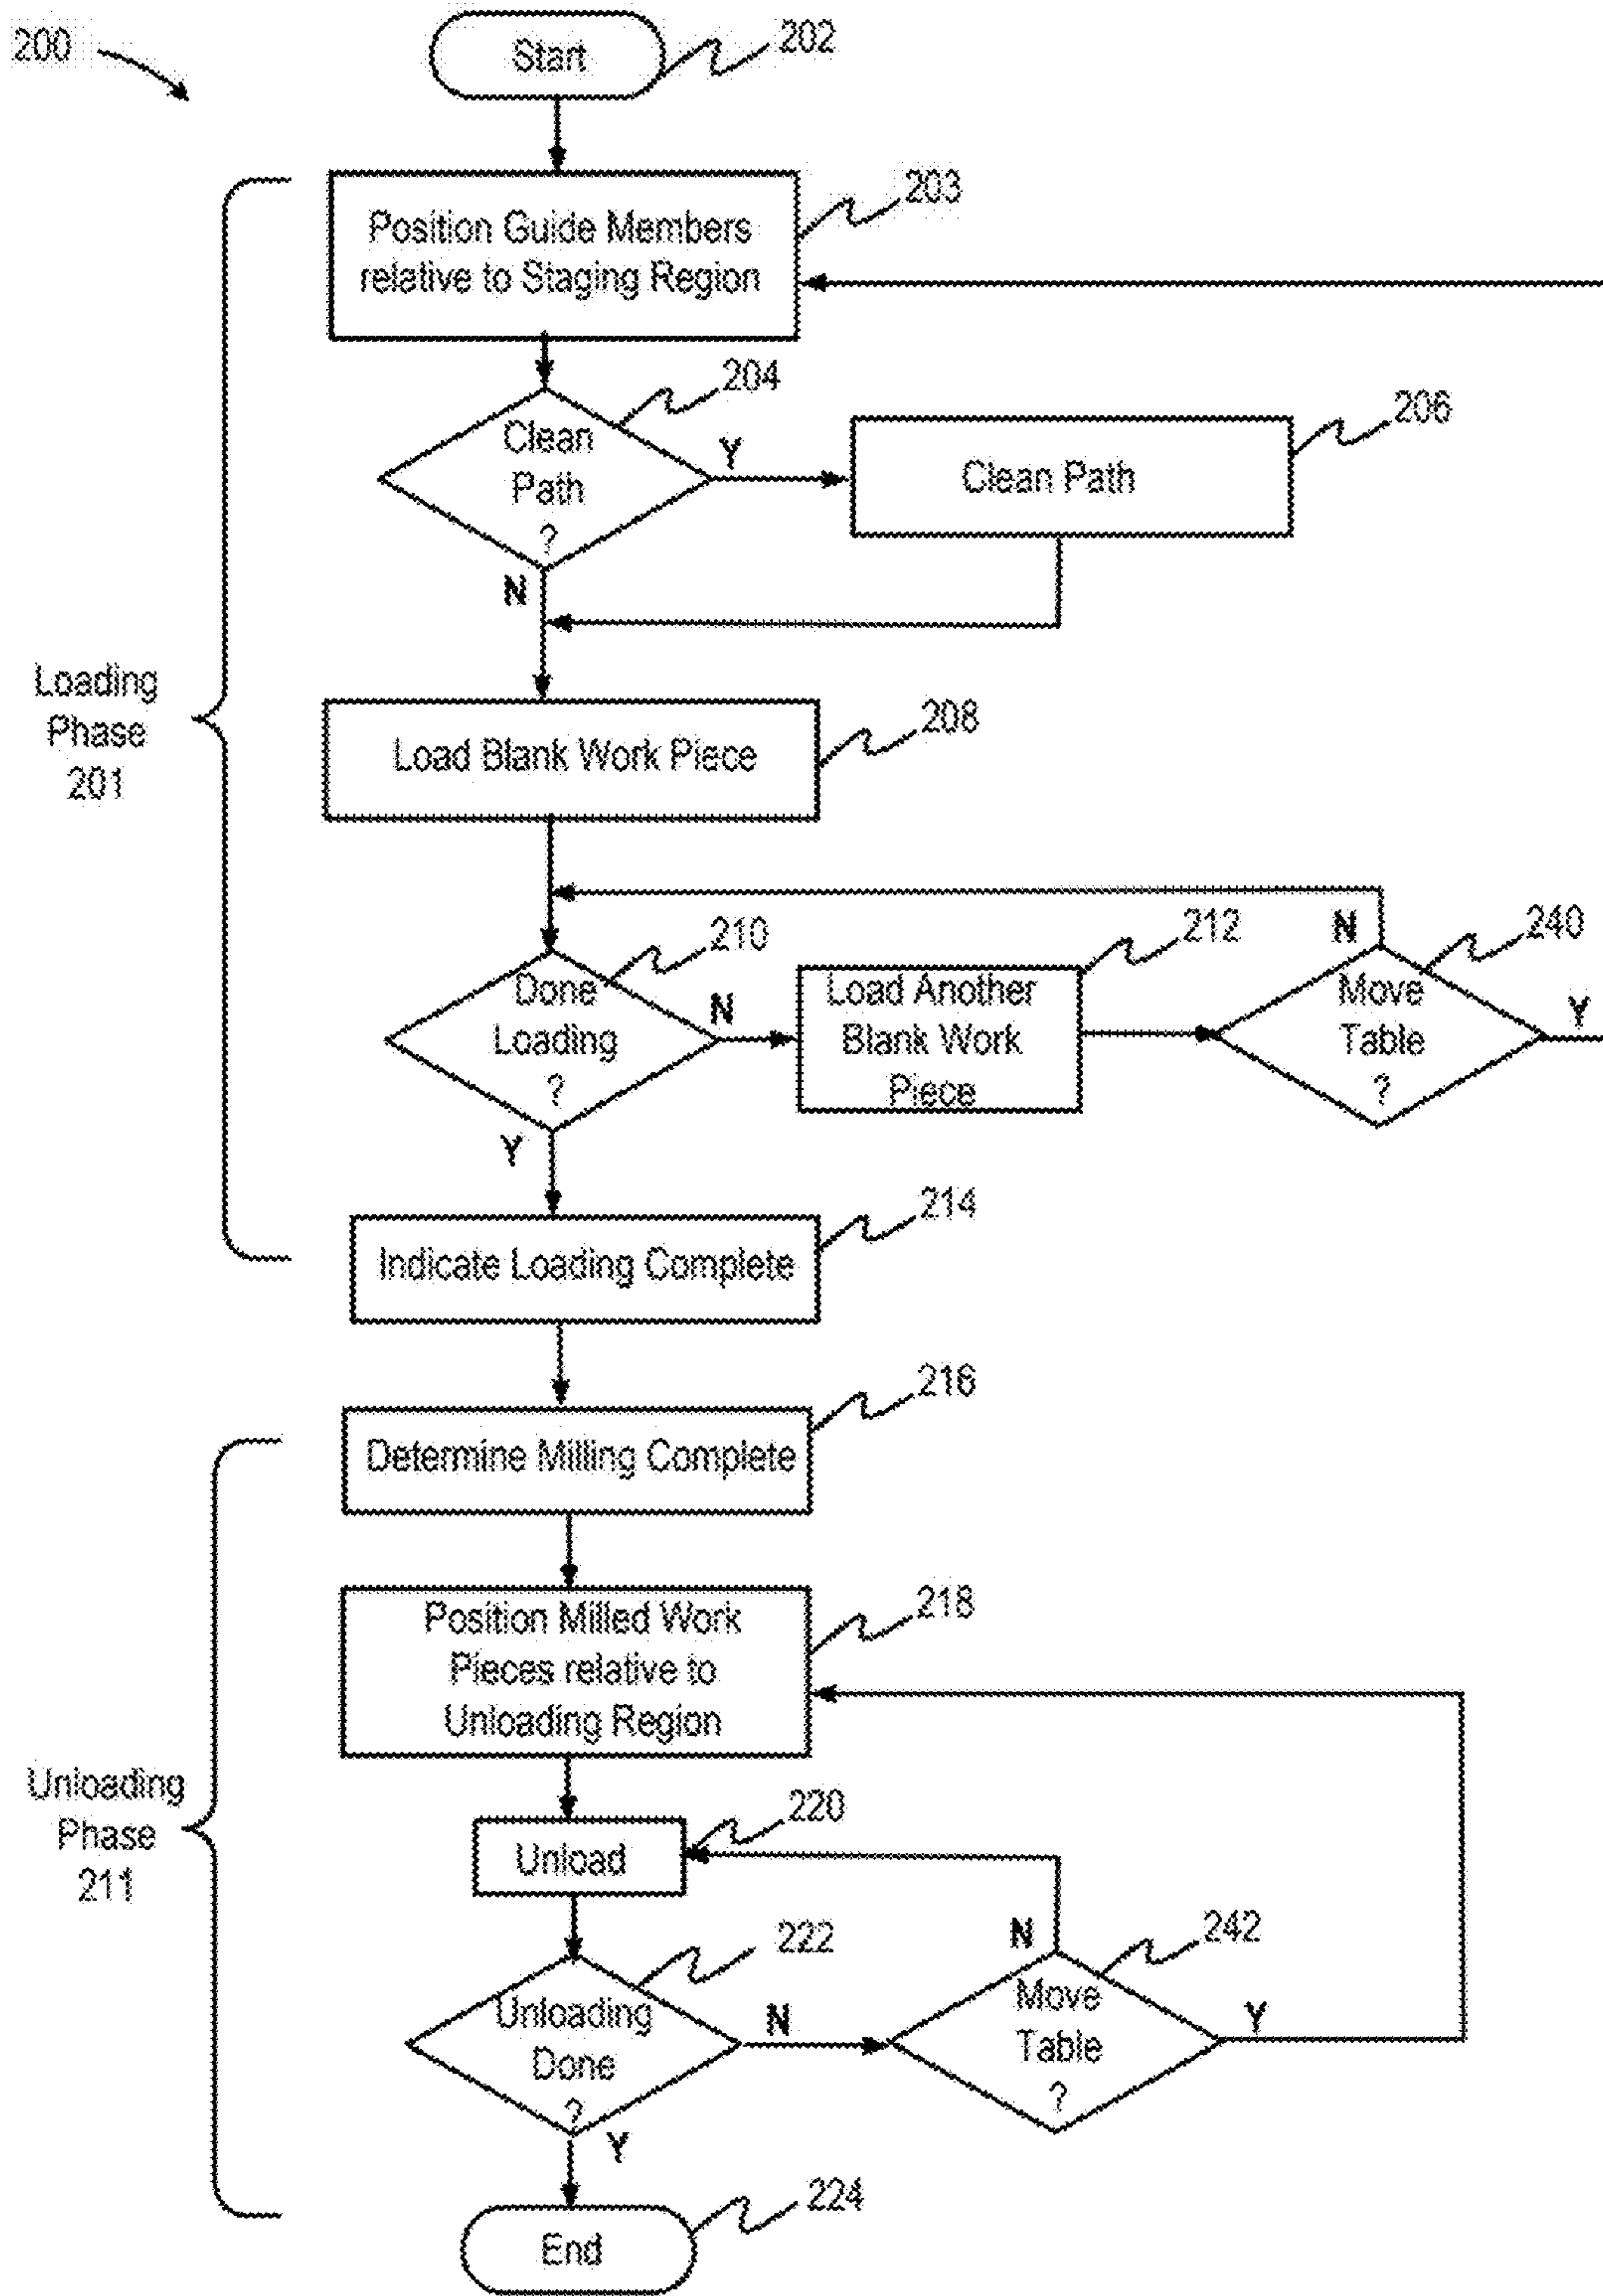 200
Start
202
Position Guide Members
relative to Staging Region
203
Clean
Path
?
204
Y
N
Clean Path
206
Loading
Phase
201
Load Blank Work Piece
208
Done
Loading
?
210
N
Y
Load Another
Blank Work
Piece
212
Move
Table
?
240
N
Y
Indicate Loading Complete
214
Determine Milling Complete
216
Position Milled Work
Pieces relative to
Unloading Region
218
Unloading
Phase
211
Unload
220
Unloading
Done
?
222
N
Y
Move
Table
?
242
N
Y
End
224